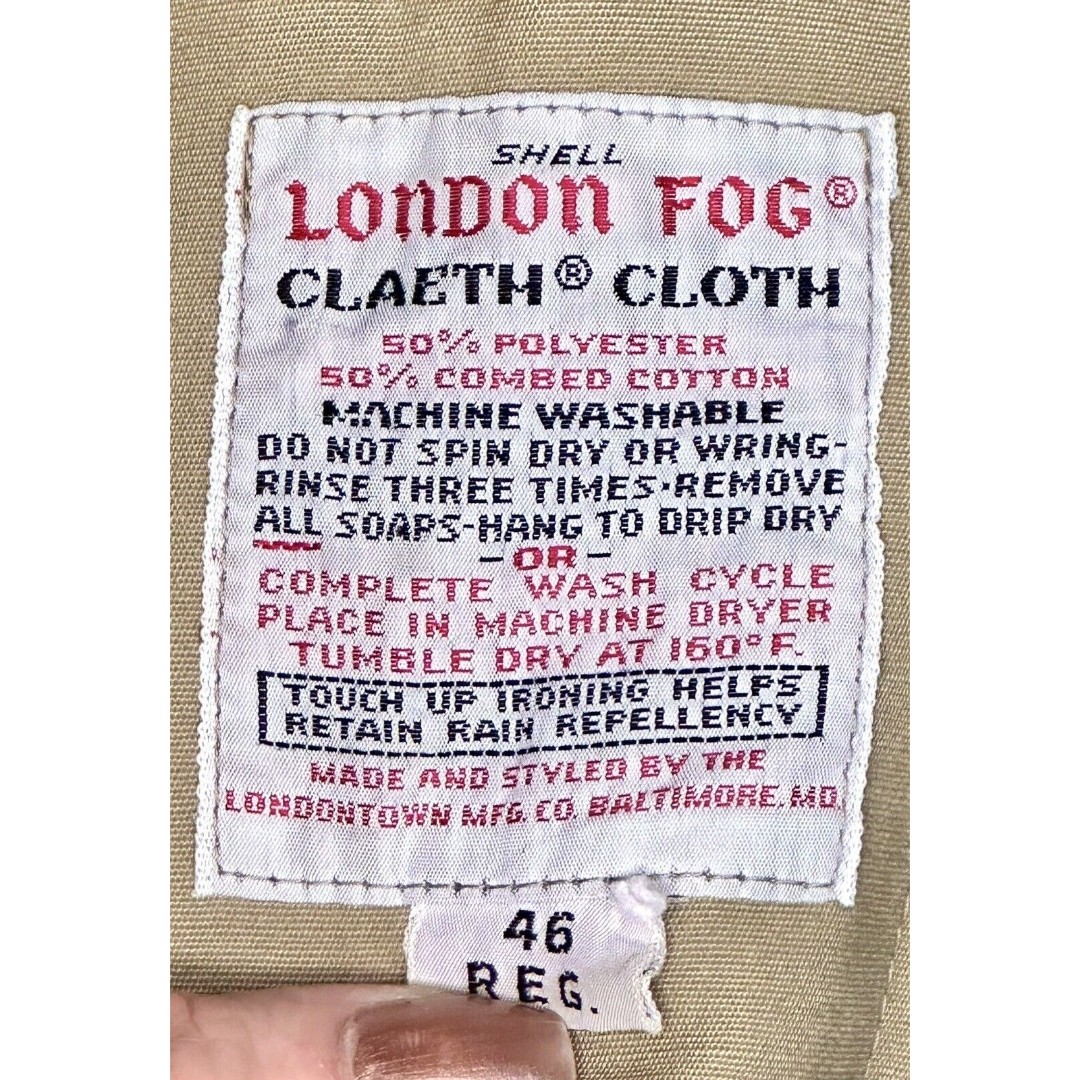 SHELL
LONDON FOG®
CLAETH® CLOTH
50% POLYESTER
50% COMBED COTTON
MACHINE WASHABLE
DO NOT SPIN DRY OR WRING-
RINSE THREE TIMES·REMOVE
ALL SOAPS-HANG TO DRIP DRY
- OR -
COMPLETE WASH CYCLE
PLACE IN MACHINE DRYER
TUMBLE DRY AT 160° F.
TOUCH UP IRONING HELPS
RETAIN RAIN REPELLENCY
MADE AND STYLED BY THE
LONDONTOWN MFG. CO. BALTIMORE, MD.
46
REG.